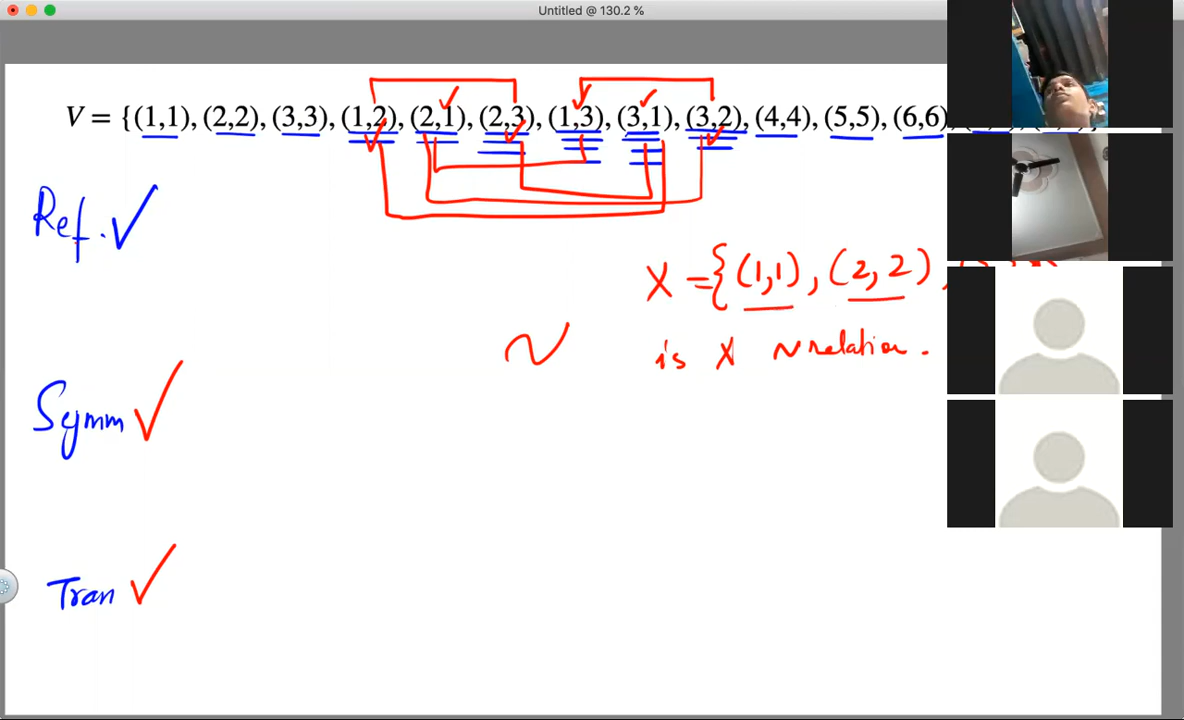 Untitled @ 130.2 %
V = {(1,1), (2,2), (3,3), (1,2), (2,1), (2,3), (1,3), (3,1), (3,2), (4,4), (5,5), (6,6)
Ref.
X = {(1,1), (2,2),
~ is X ~ relation.
Symm
Tran